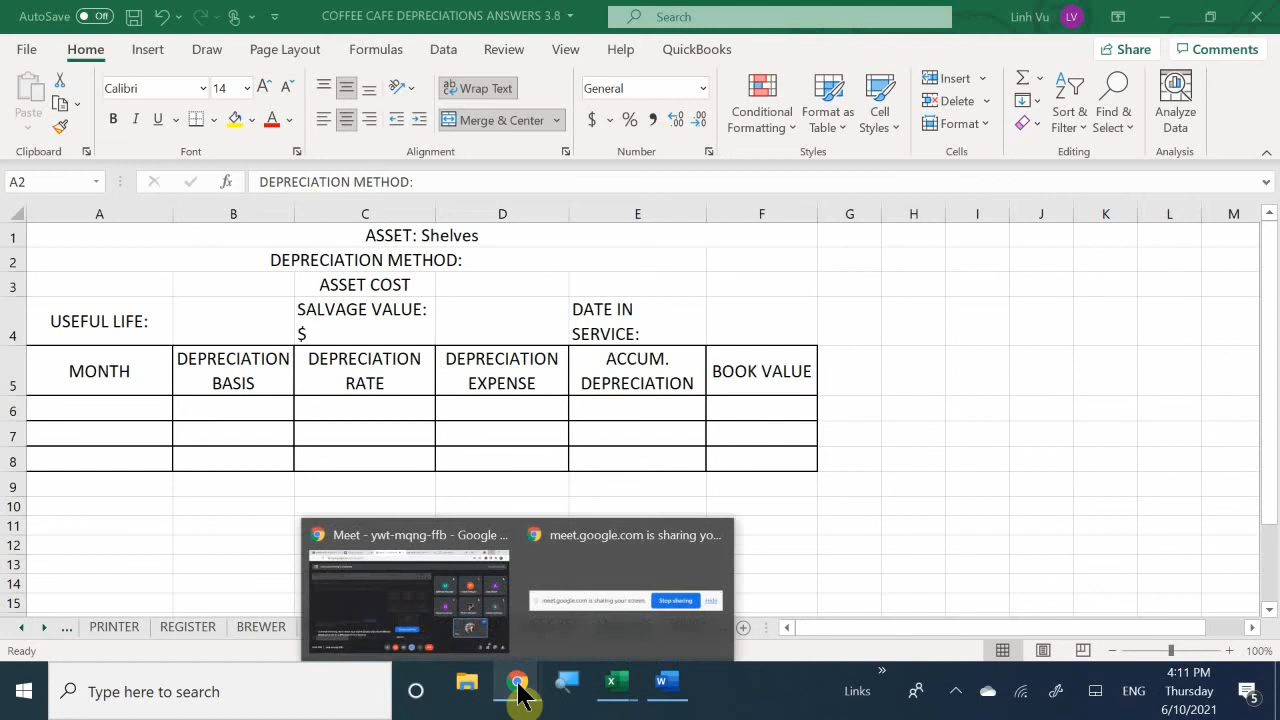 AutoSave Off COFFEE CAFE DEPRECIATIONS ANSWERS 3.8 Search Linh Vu LV
File Home Insert Draw Page Layout Formulas Data Review View Help QuickBooks Share Comments
Paste Calibri 14 Wrap Text General Conditional Formatting Format as Table Cell Styles Insert Delete Format Sort & Filter Find & Select Analyze Data
B I U A Merge & Center $ % 9
Clipboard Font Alignment Number Styles Cells Editing Analysis
A2 fx DEPRECIATION METHOD:
A B C D E F G H I J K L M
1 ASSET: Shelves
2 DEPRECIATION METHOD:
3 ASSET COST
4 USEFUL LIFE: SALVAGE VALUE: $ DATE IN SERVICE:
5 MONTH DEPRECIATION BASIS DEPRECIATION RATE DEPRECIATION EXPENSE ACCUM. DEPRECIATION BOOK VALUE
6
7
8
9
10
11
12
13
14
Meet - ywt-mqng-ffb - Google ... meet.google.com is sharing yo...
meet.google.com is sharing your screen. Stop sharing Hide
PRINTER REGISTER BREWER
Ready 100%
Type here to search Links ENG 4:11 PM
Thursday
6/10/2021 5